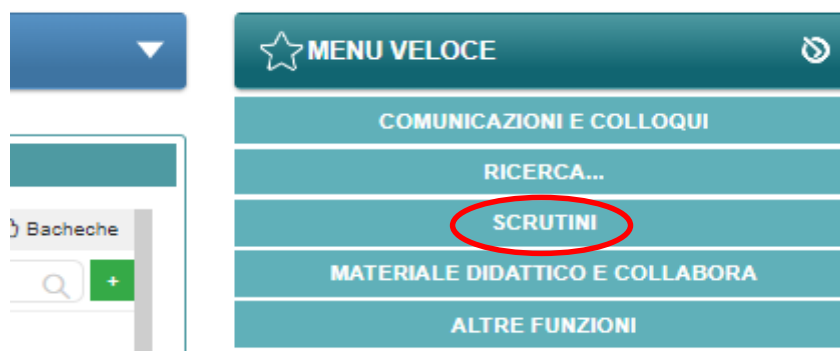 MENU VELOCE
COMUNICAZIONI E COLLOQUI
RICERCA...
Bacheche
SCRUTINI
+
MATERIALE DIDATTICO E COLLABORA
ALTRE FUNZIONI